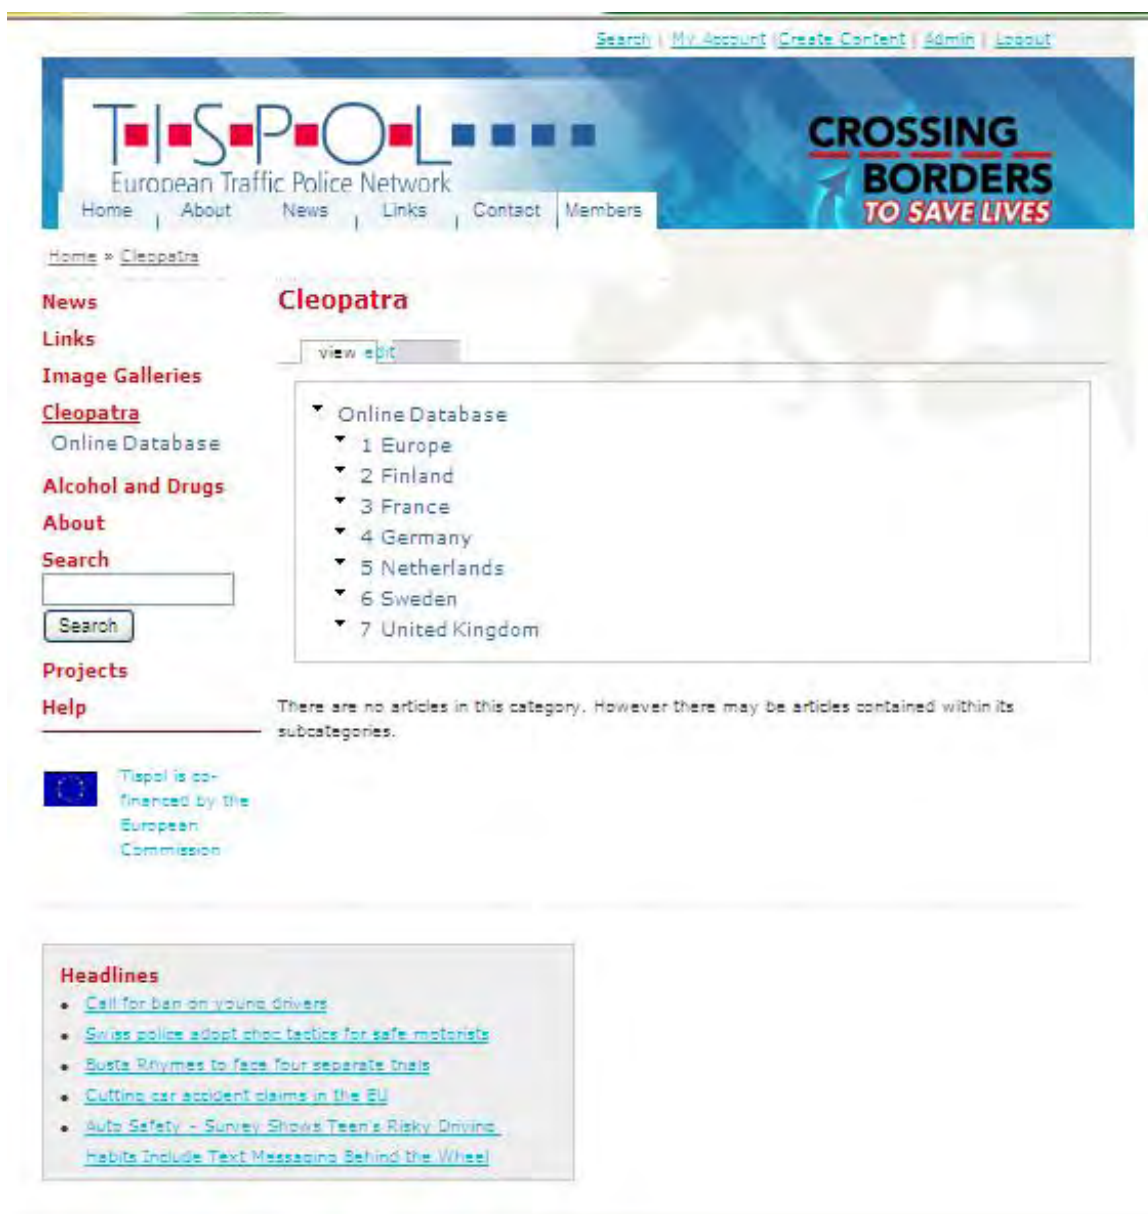 Search | My Account | Create Content | Admin | Logout
T·I·S·P·O·L
European Traffic Police Network
CROSSING
BORDERS
TO SAVE LIVES
Home About News Links Contact Members
Home » Cleopatra
News
Links
Image Galleries
Cleopatra
Online Database
Alcohol and Drugs
About
Search
Search
Projects
Help
Tispol is co-
financed by the
European
Commission
Cleopatra
view edit
Online Database
1 Europe
2 Finland
3 France
4 Germany
5 Netherlands
6 Sweden
7 United Kingdom
There are no articles in this category. However there may be articles contained within its
subcategories.
Headlines
Call for ban on young drivers
Swiss police adopt choc tactics for safe motorists
Busta Rhymes to face four separate trials
Cutting car accident claims in the EU
Auto Safety - Survey Shows Teen's Risky Driving
Habits Include Text Messaging Behind the Wheel